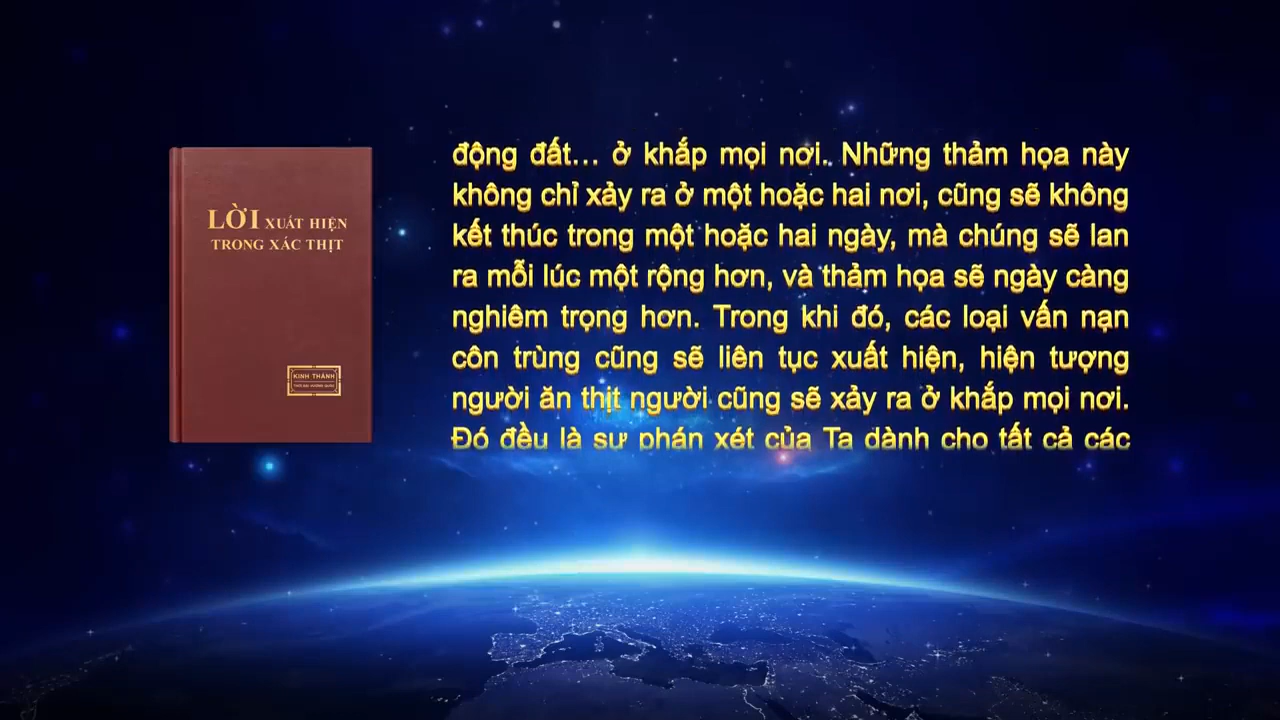 LỜI XUẤT HIỆN
TRONG XÁC THỊT
KINH THÁNH
động đất... ở khắp mọi nơi. Những thảm họa này
không chỉ xảy ra ở một hoặc hai nơi, cũng sẽ không
kết thúc trong một hoặc hai ngày, mà chúng sẽ lan
ra mỗi lúc một rộng hơn, và thảm họa sẽ ngày càng
nghiêm trọng hơn. Trong khi đó, các loại vấn nạn
côn trùng cũng sẽ liên tục xuất hiện, hiện tượng
người ăn thịt người cũng sẽ xảy ra ở khắp mọi nơi.
Đó đều là sự phán xét của Ta dành cho tất cả các